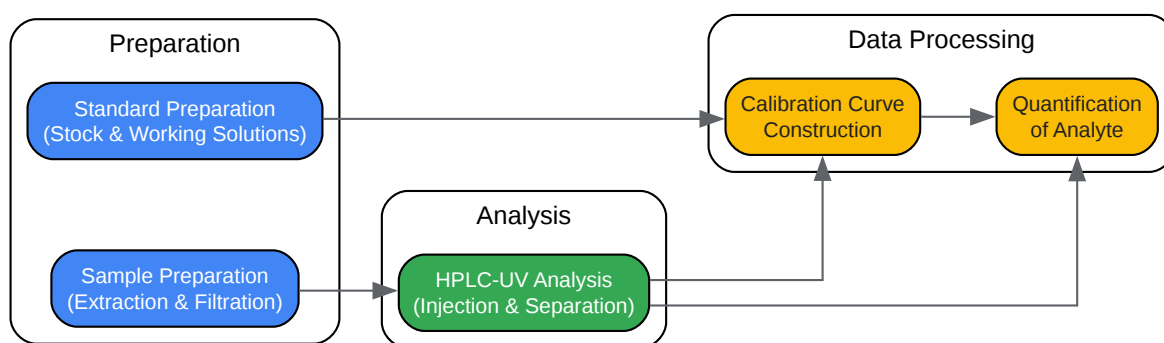 Preparation
Standard Preparation
(Stock & Working Solutions)
Sample Preparation
(Extraction & Filtration)
Analysis
HPLC-UV Analysis
(Injection & Separation)
Data Processing
Calibration Curve
Construction
Quantification
of Analyte